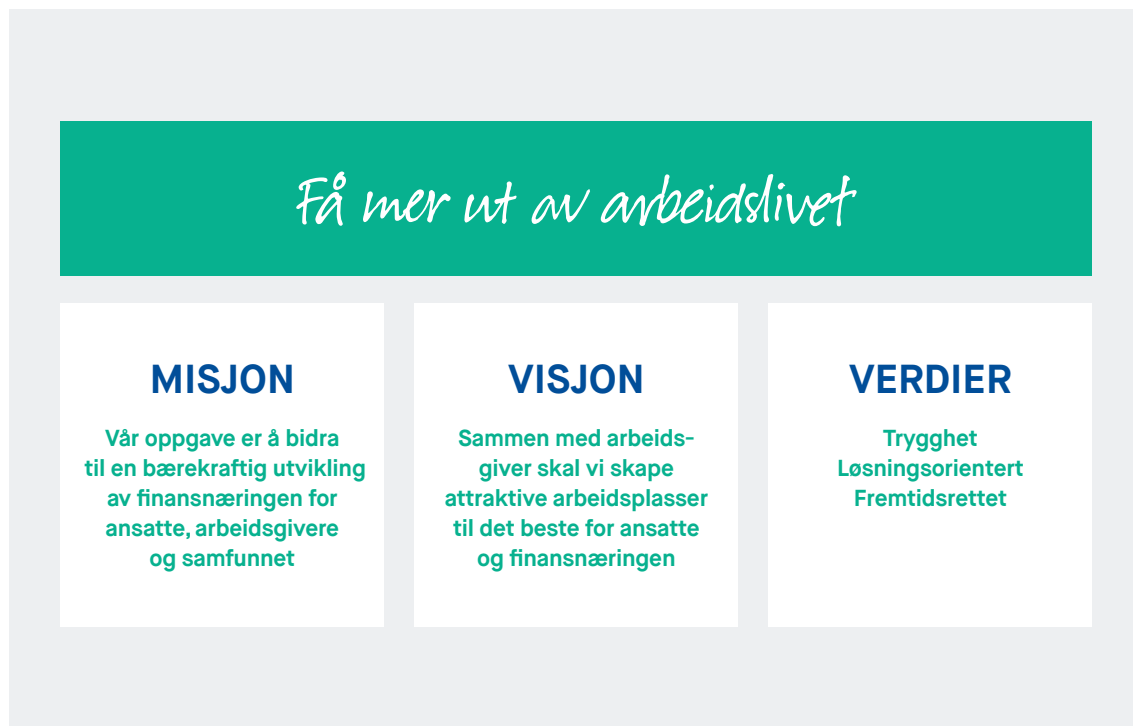 Få mer ut av arbeidslivet
MISJON
Vår oppgave er å bidra
til en bærekraftig utvikling
av finansnæringen for
ansatte, arbeidsgivere
og samfunnet
VISJON
Sammen med arbeids-
giver skal vi skape
attraktive arbeidsplasser
til det beste for ansatte
og finansnæringen
VERDIER
Trygghet
Løsningsorientert
Fremtidsrettet